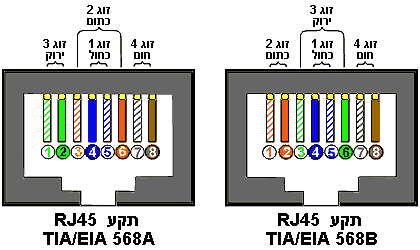 זוג 2
כתום
זוג 3
ירוק
זוג 1
כחול
זוג 4
חום
1 2 3 4 5 6 7 8
תקע RJ45
TIA/EIA 568A
זוג 3
ירוק
זוג 2
כתום
זוג 1
כחול
זוג 4
חום
1 2 3 4 5 6 7 8
תקע RJ45
TIA/EIA 568B